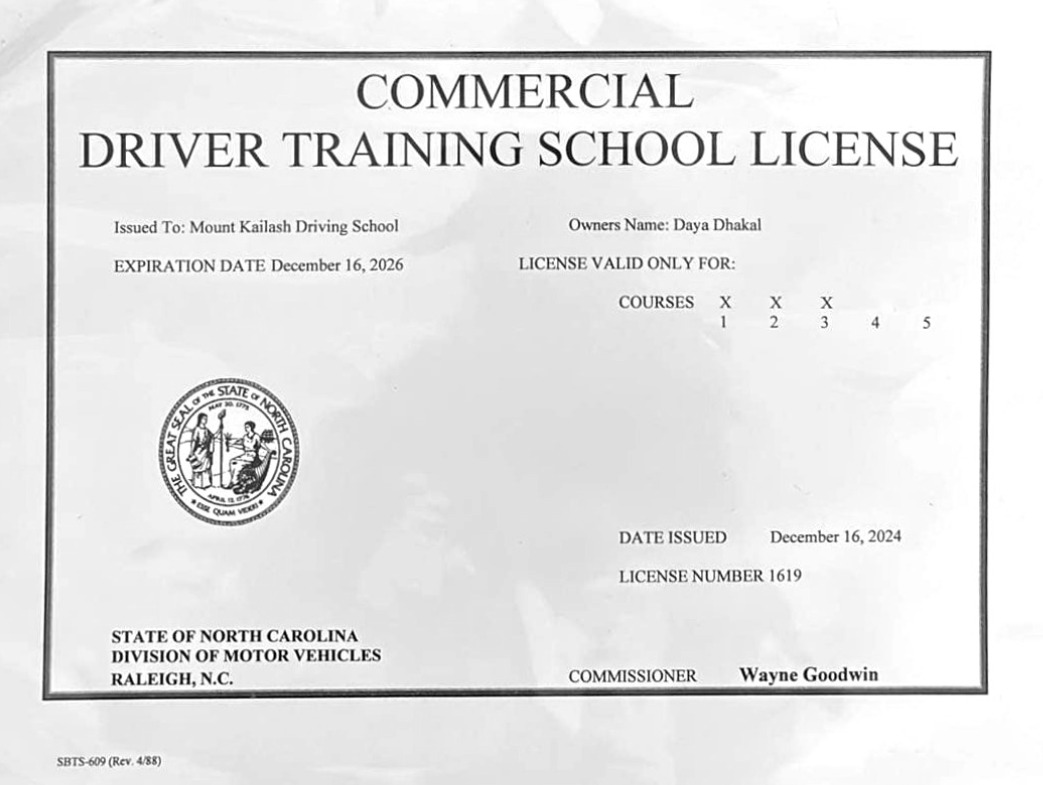 COMMERCIAL
DRIVER TRAINING SCHOOL LICENSE
Issued To: Mount Kailash Driving School
Owners Name: Daya Dhakal
EXPIRATION DATE December 16, 2026
LICENSE VALID ONLY FOR:
COURSES X X X
1 2 3 4 5
THE GREAT SEAL OF THE STATE OF NORTH CAROLINA
MAY 20, 1775
APRIL 12, 1776
ESSE QUAM VIDERI
DATE ISSUED December 16, 2024
LICENSE NUMBER 1619
STATE OF NORTH CAROLINA
DIVISION OF MOTOR VEHICLES
RALEIGH, N.C.
COMMISSIONER Wayne Goodwin
SBTS-609 (Rev. 4/88)